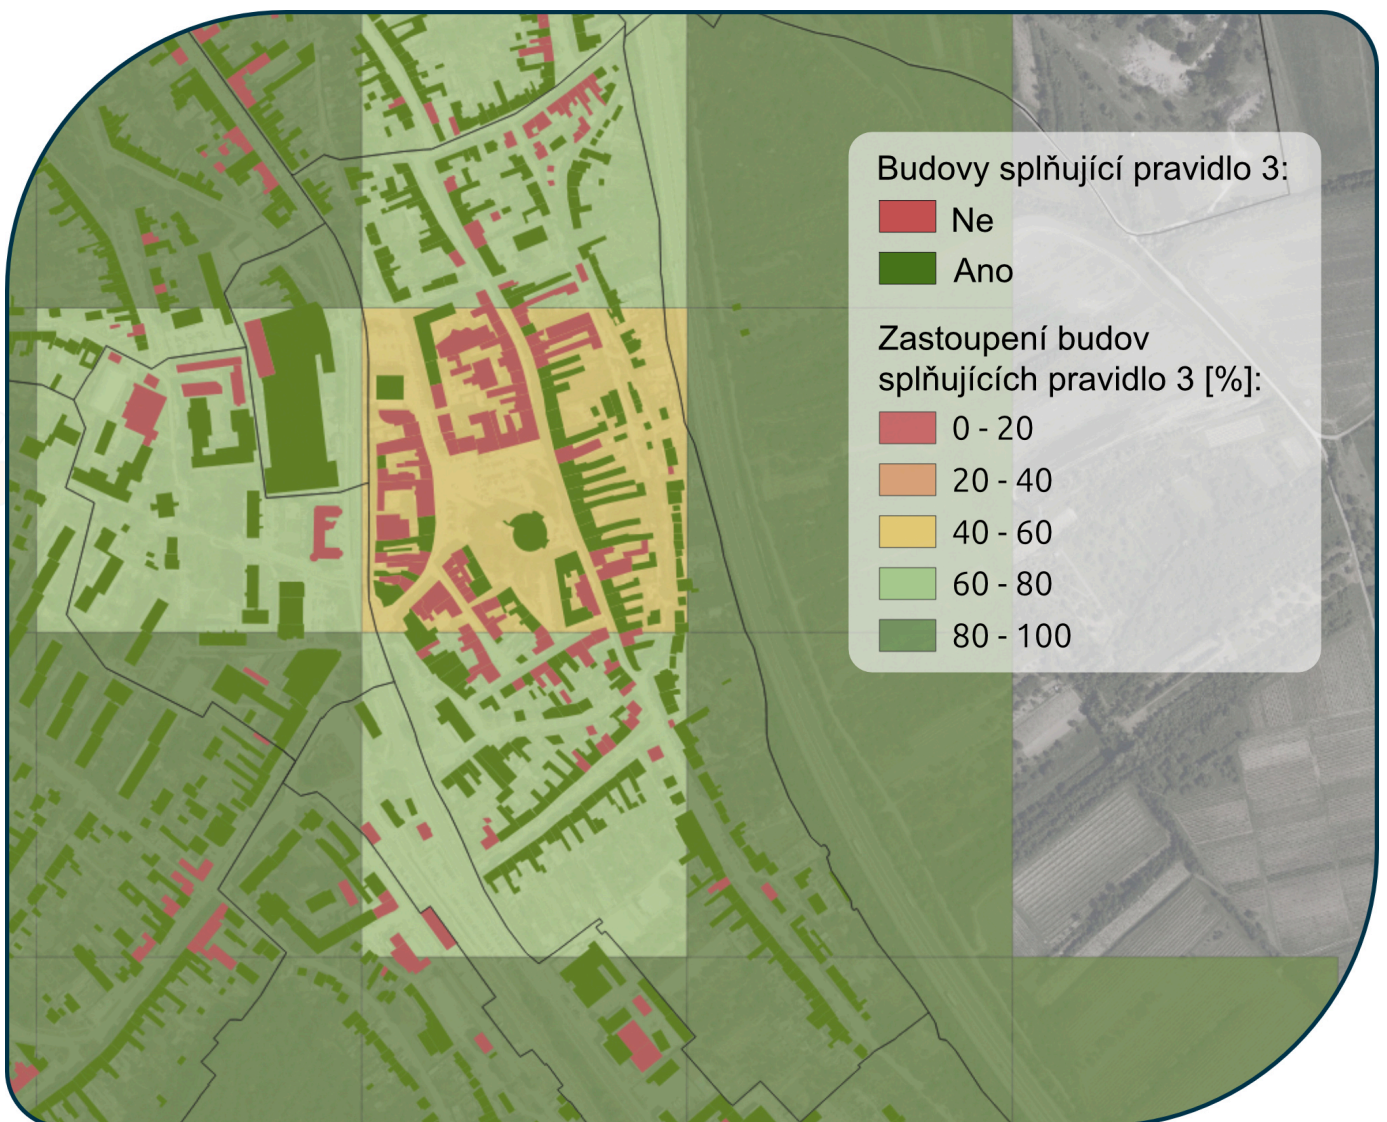 Budovy splňující pravidlo 3:
Ne
Ano
Zastoupení budov
splňujících pravidlo 3 [%]:
0 - 20
20 - 40
40 - 60
60 - 80
80 - 100